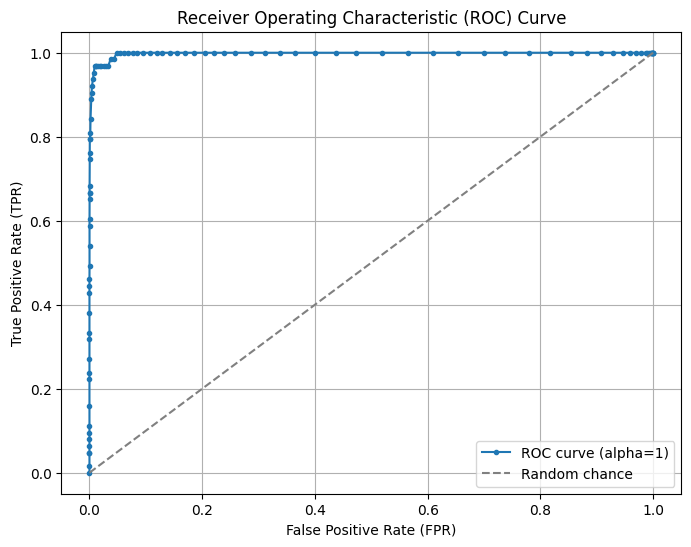 Receiver Operating Characteristic (ROC) Curve
True Positive Rate (TPR)
1.0
0.8
0.6
0.4
0.2
0.0
0.0 0.2 0.4 0.6 0.8 1.0
False Positive Rate (FPR)
ROC curve (alpha=1)
Random chance